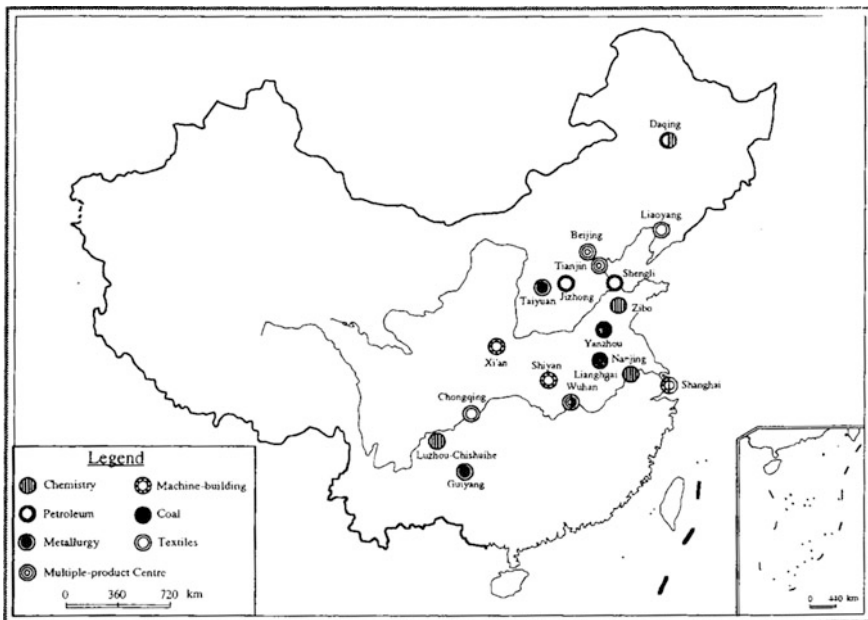 Daqing
Liaoyang
Beijing
Tianjin
Shengli
Taiyuan
Jizhong
Zibo
Yanzhou
Xi'an
Nanjing
Shiyan
Lianghgai
Wuhan
Shanghai
Chongqing
Luzhou-Chishuihe
Guiyang
Legend
Chemistry
Machine-building
Petroleum
Coal
Metallurgy
Textiles
Multiple-product Centre
0 360 720 km
0 440 km